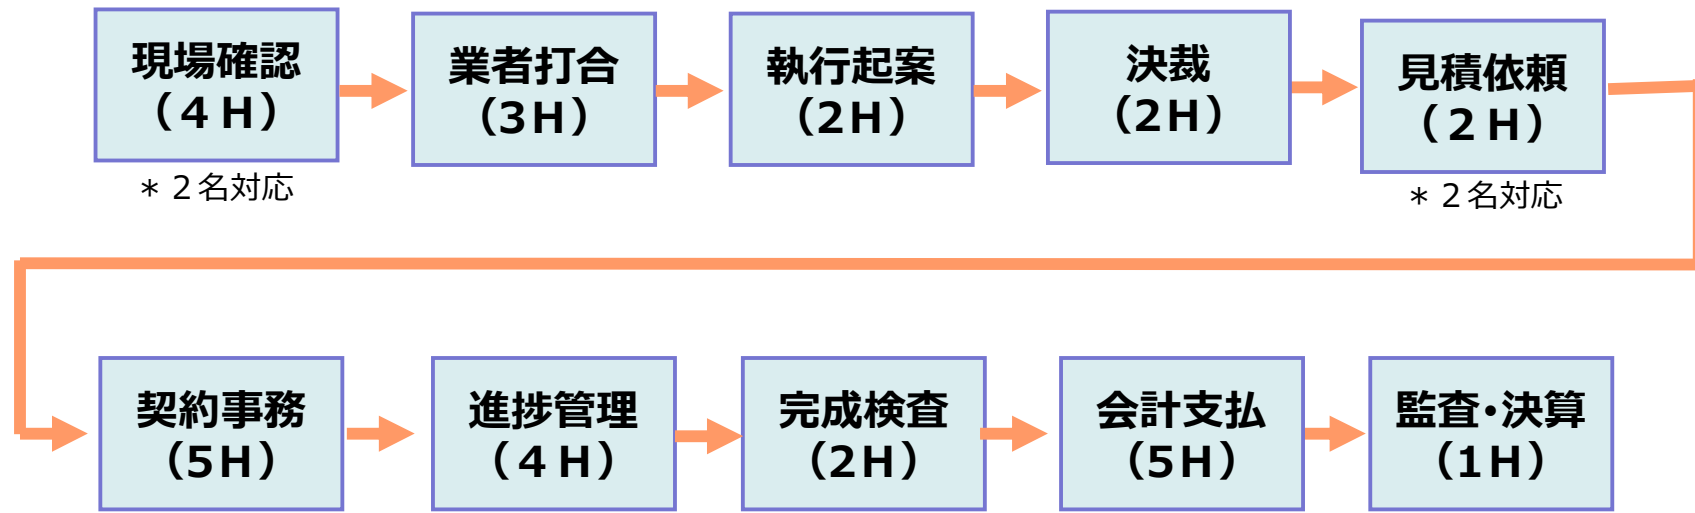 現場確認
（４Ｈ）
＊２名対応
業者打合
（3H）
執行起案
（2H）
決裁
（2H）
見積依頼
（２Ｈ）
＊２名対応
契約事務
（5H）
進捗管理
（４Ｈ）
完成検査
（2H）
会計支払
（5H）
監査･決算
（1H）